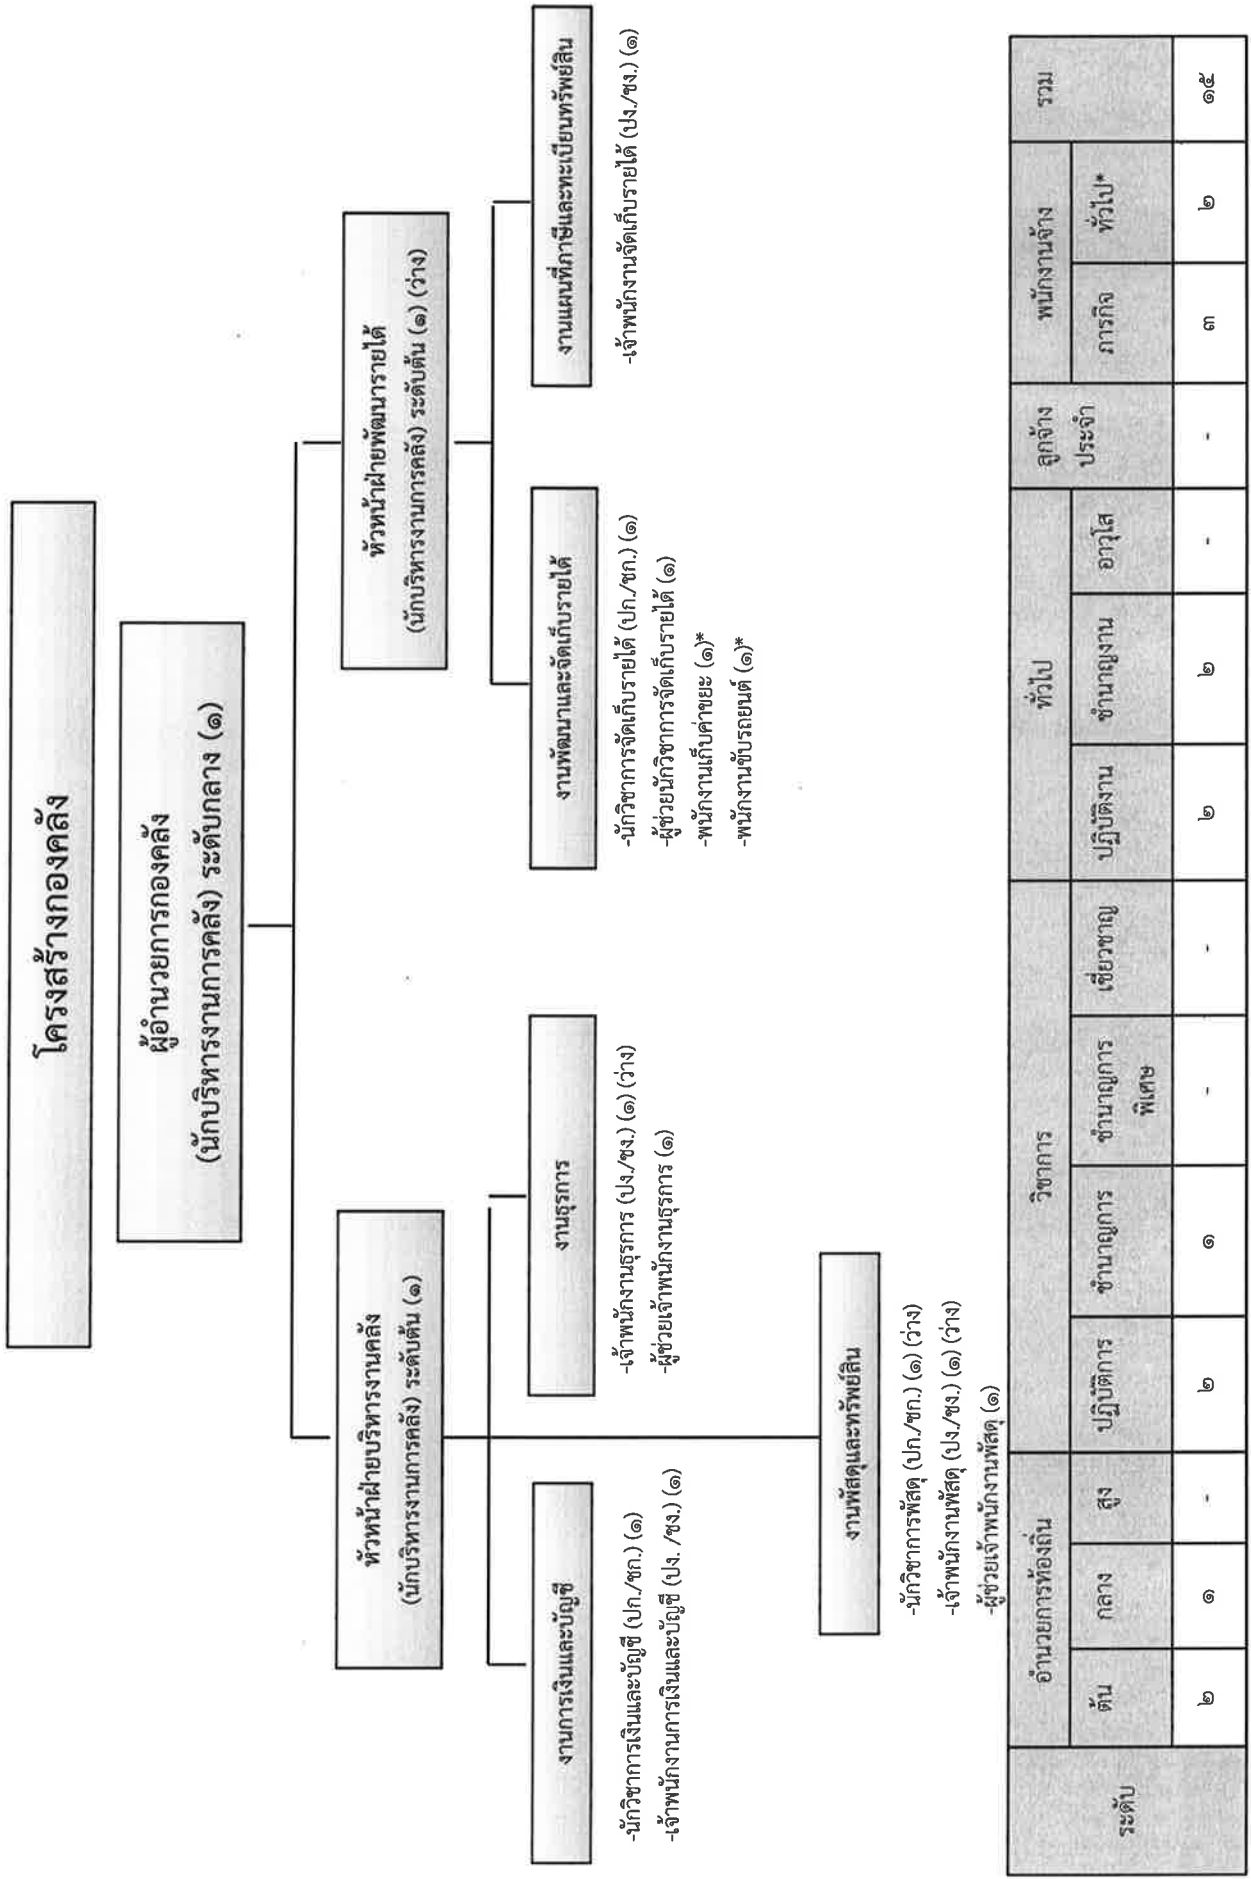 โครงสร้างกองคลัง
ผู้อำนวยการกองคลัง
(นักบริหารงานการคลัง) ระดับกลาง (๑)
หัวหน้าฝ่ายบริหารงานคลัง
(นักบริหารงานการคลัง) ระดับต้น (๑)
หัวหน้าฝ่ายพัฒนารายได้
(นักบริหารงานการคลัง) ระดับต้น (๑) (ว่าง)
งานการเงินและบัญชี
-นักวิชาการเงินและบัญชี (ปก./ชก.) (๑)
-เจ้าพนักงานการเงินและบัญชี (ปง. /ชง.) (๑)
งานธุรการ
-เจ้าพนักงานธุรการ (ปง./ชง.) (๑) (ว่าง)
-ผู้ช่วยเจ้าพนักงานธุรการ (๑)
งานพัฒนาและจัดเก็บรายได้
-นักวิชาการจัดเก็บรายได้ (ปก./ชก.) (๑)
-ผู้ช่วยนักวิชาการจัดเก็บรายได้ (๑)
-พนักงานเก็บค่าขยะ (๑)*
-พนักงานขับรถยนต์ (๑)*
งานแผนที่ภาษีและทะเบียนทรัพย์สิน
-เจ้าพนักงานจัดเก็บรายได้ (ปง./ชง.) (๑)
งานพัสดุและทรัพย์สิน
-นักวิชาการพัสดุ (ปก./ชก.) (๑) (ว่าง)
-เจ้าพนักงานพัสดุ (ปง./ชง.) (๑) (ว่าง)
-ผู้ช่วยเจ้าพนักงานพัสดุ (๑)
ระดับ อำนวยการท้องถิ่น วิชาการ ทั่วไป ลูกจ้าง ประจำ พนักงานจ้าง รวม
ต้น กลาง สูง ปฏิบัติการ ชำนาญการ ชำนาญการ พิเศษ เชี่ยวชาญ ปฏิบัติงาน ชำนาญงาน อาวุโส ภารกิจ ทั่วไป*
๒ ๑ - ๒ ๑ - - ๒ ๒ - - ๓ ๒ ๑๕